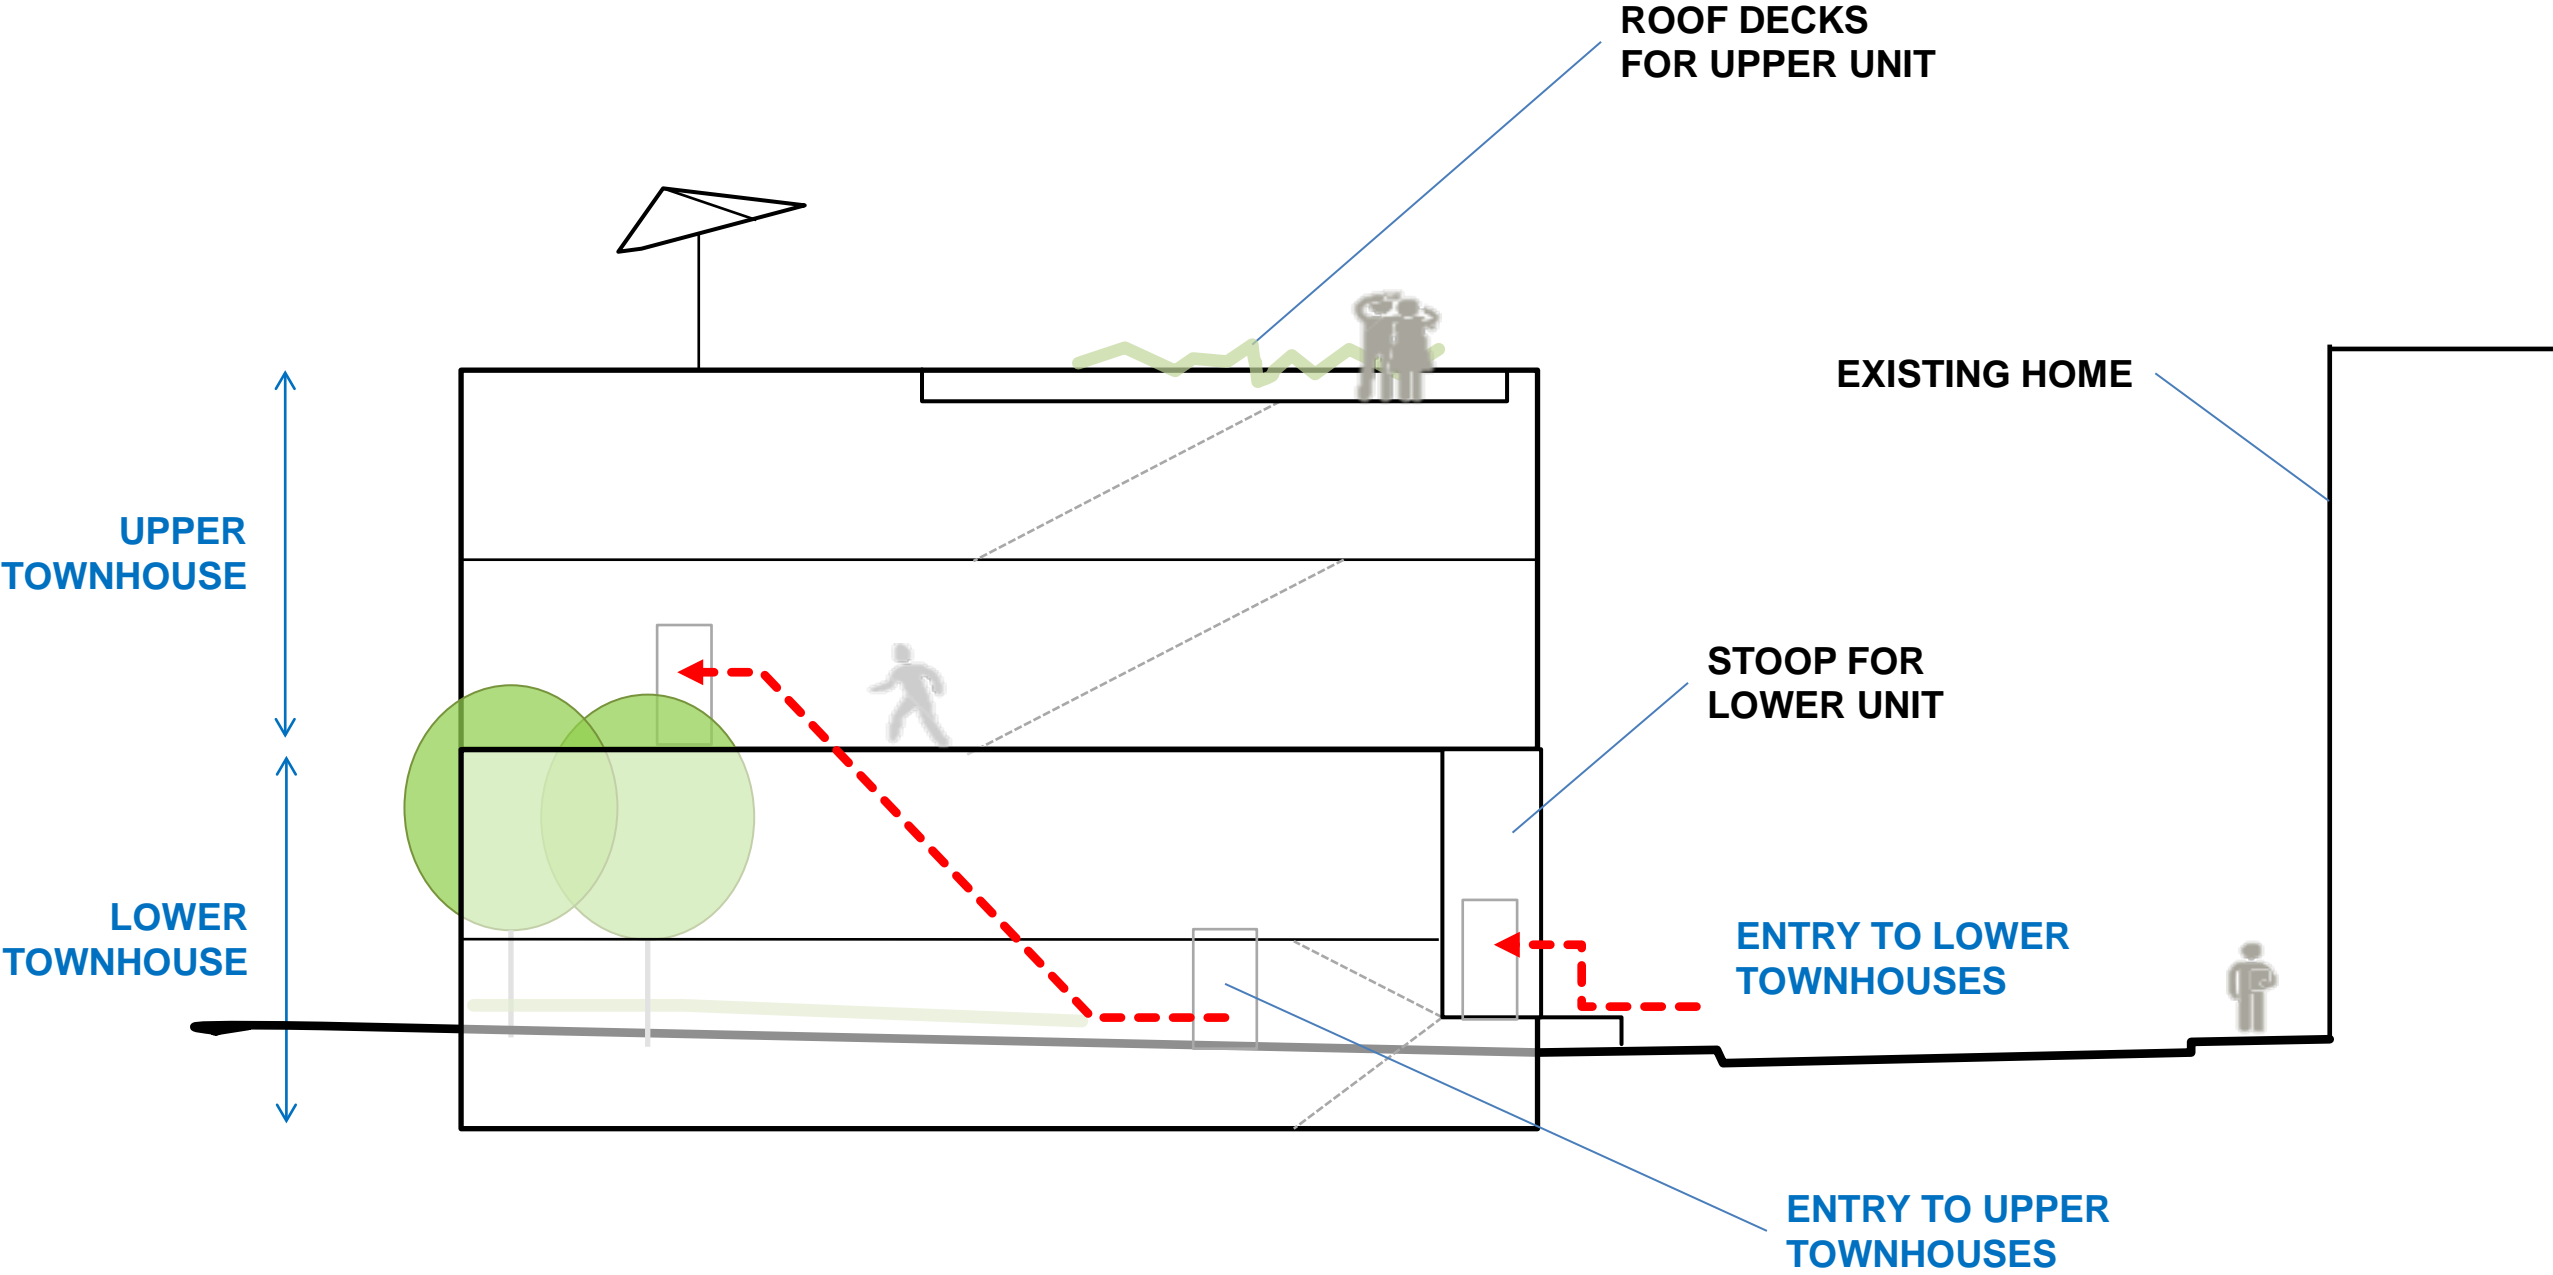 ROOF DECKS
FOR UPPER UNIT
EXISTING HOME
UPPER
TOWNHOUSE
STOOP FOR
LOWER UNIT
LOWER
TOWNHOUSE
ENTRY TO LOWER
TOWNHOUSES
ENTRY TO UPPER
TOWNHOUSES